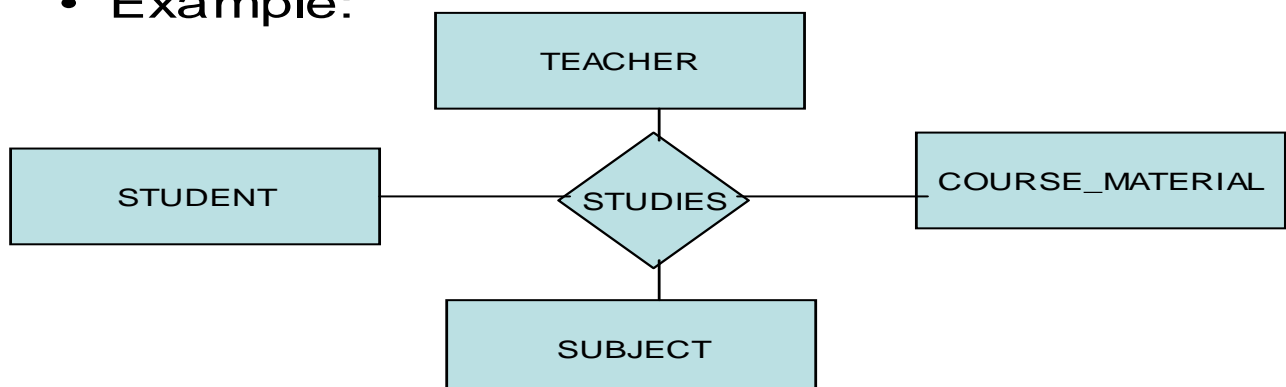 • Example:
TEACHER
STUDENT
STUDIES
COURSE_MATERIAL
SUBJECT